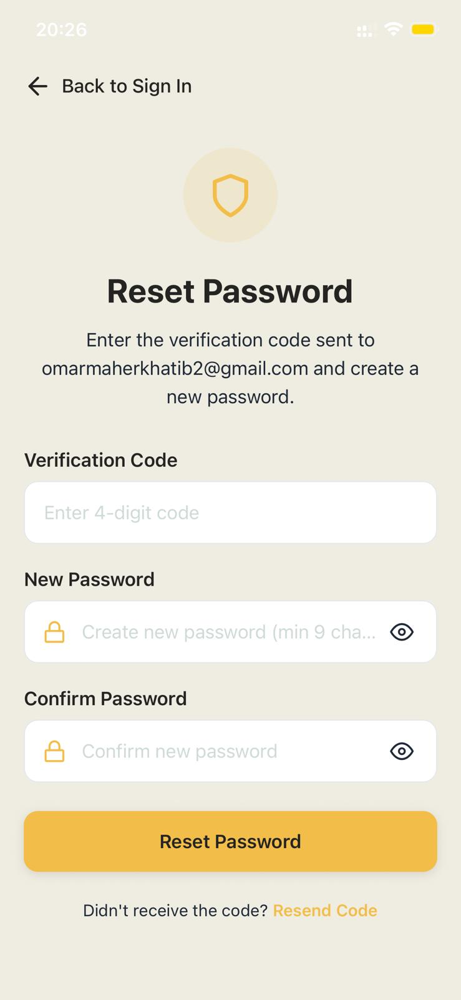 20:26
Back to Sign In
Reset Password
Enter the verification code sent to
omarmaherkhatib2@gmail.com and create a
new password.
Verification Code
Enter 4-digit code
New Password
Create new password (min 9 cha...
Confirm Password
Confirm new password
Reset Password
Didn't receive the code? Resend Code